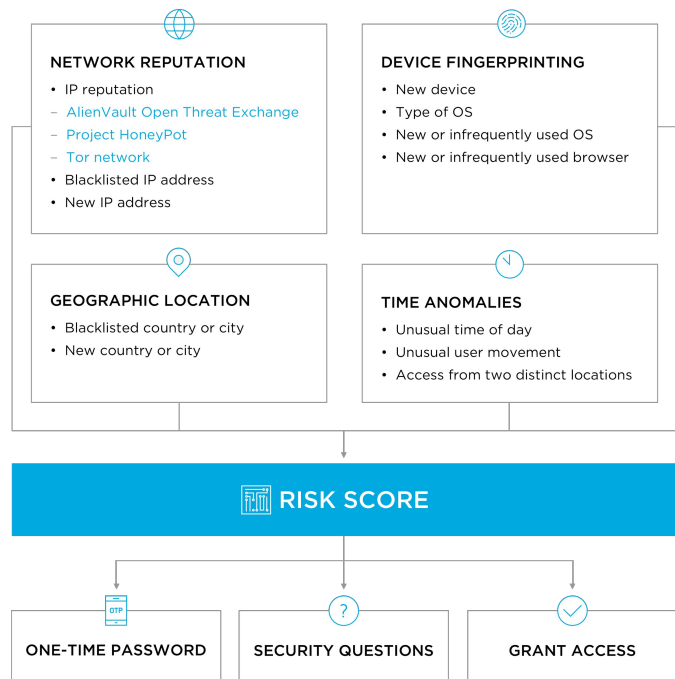 NETWORK REPUTATION
• IP reputation
– AlienVault Open Threat Exchange
– Project HoneyPot
– Tor network
• Blacklisted IP address
• New IP address
DEVICE FINGERPRINTING
• New device
• Type of OS
• New or infrequently used OS
• New or infrequently used browser
GEOGRAPHIC LOCATION
• Blacklisted country or city
• New country or city
TIME ANOMALIES
• Unusual time of day
• Unusual user movement
• Access from two distinct locations
RISK SCORE
OTP
ONE-TIME PASSWORD
?
SECURITY QUESTIONS
GRANT ACCESS